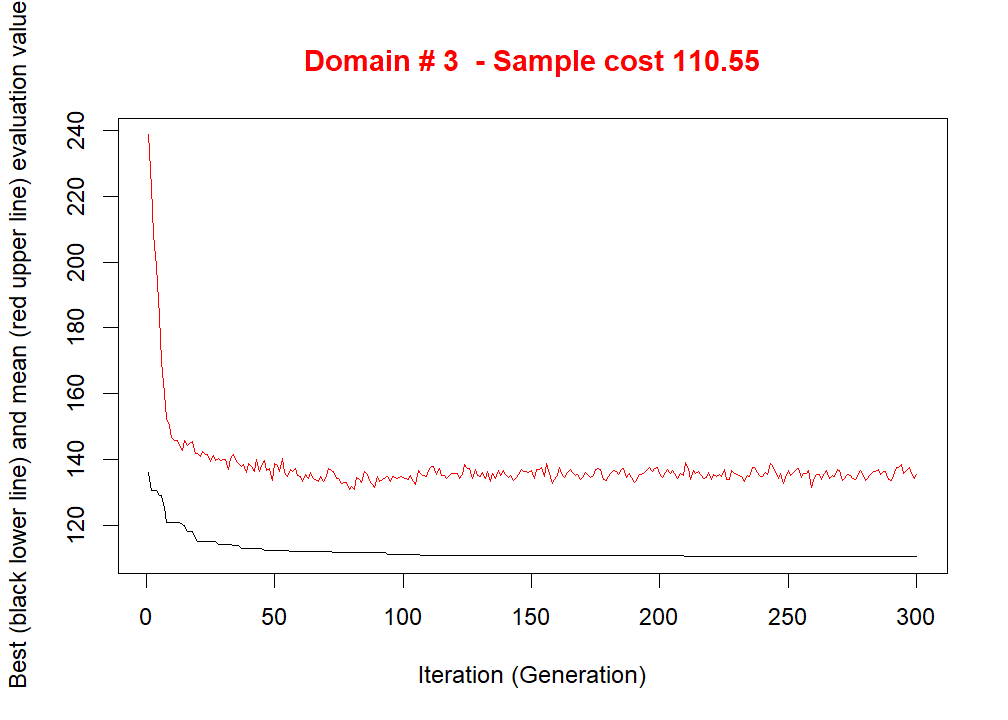 Domain # 3 - Sample cost 110.55
Best (black lower line) and mean (red upper line) evaluation value
240
220
200
180
160
140
120
0 50 100 150 200 250 300
Iteration (Generation)